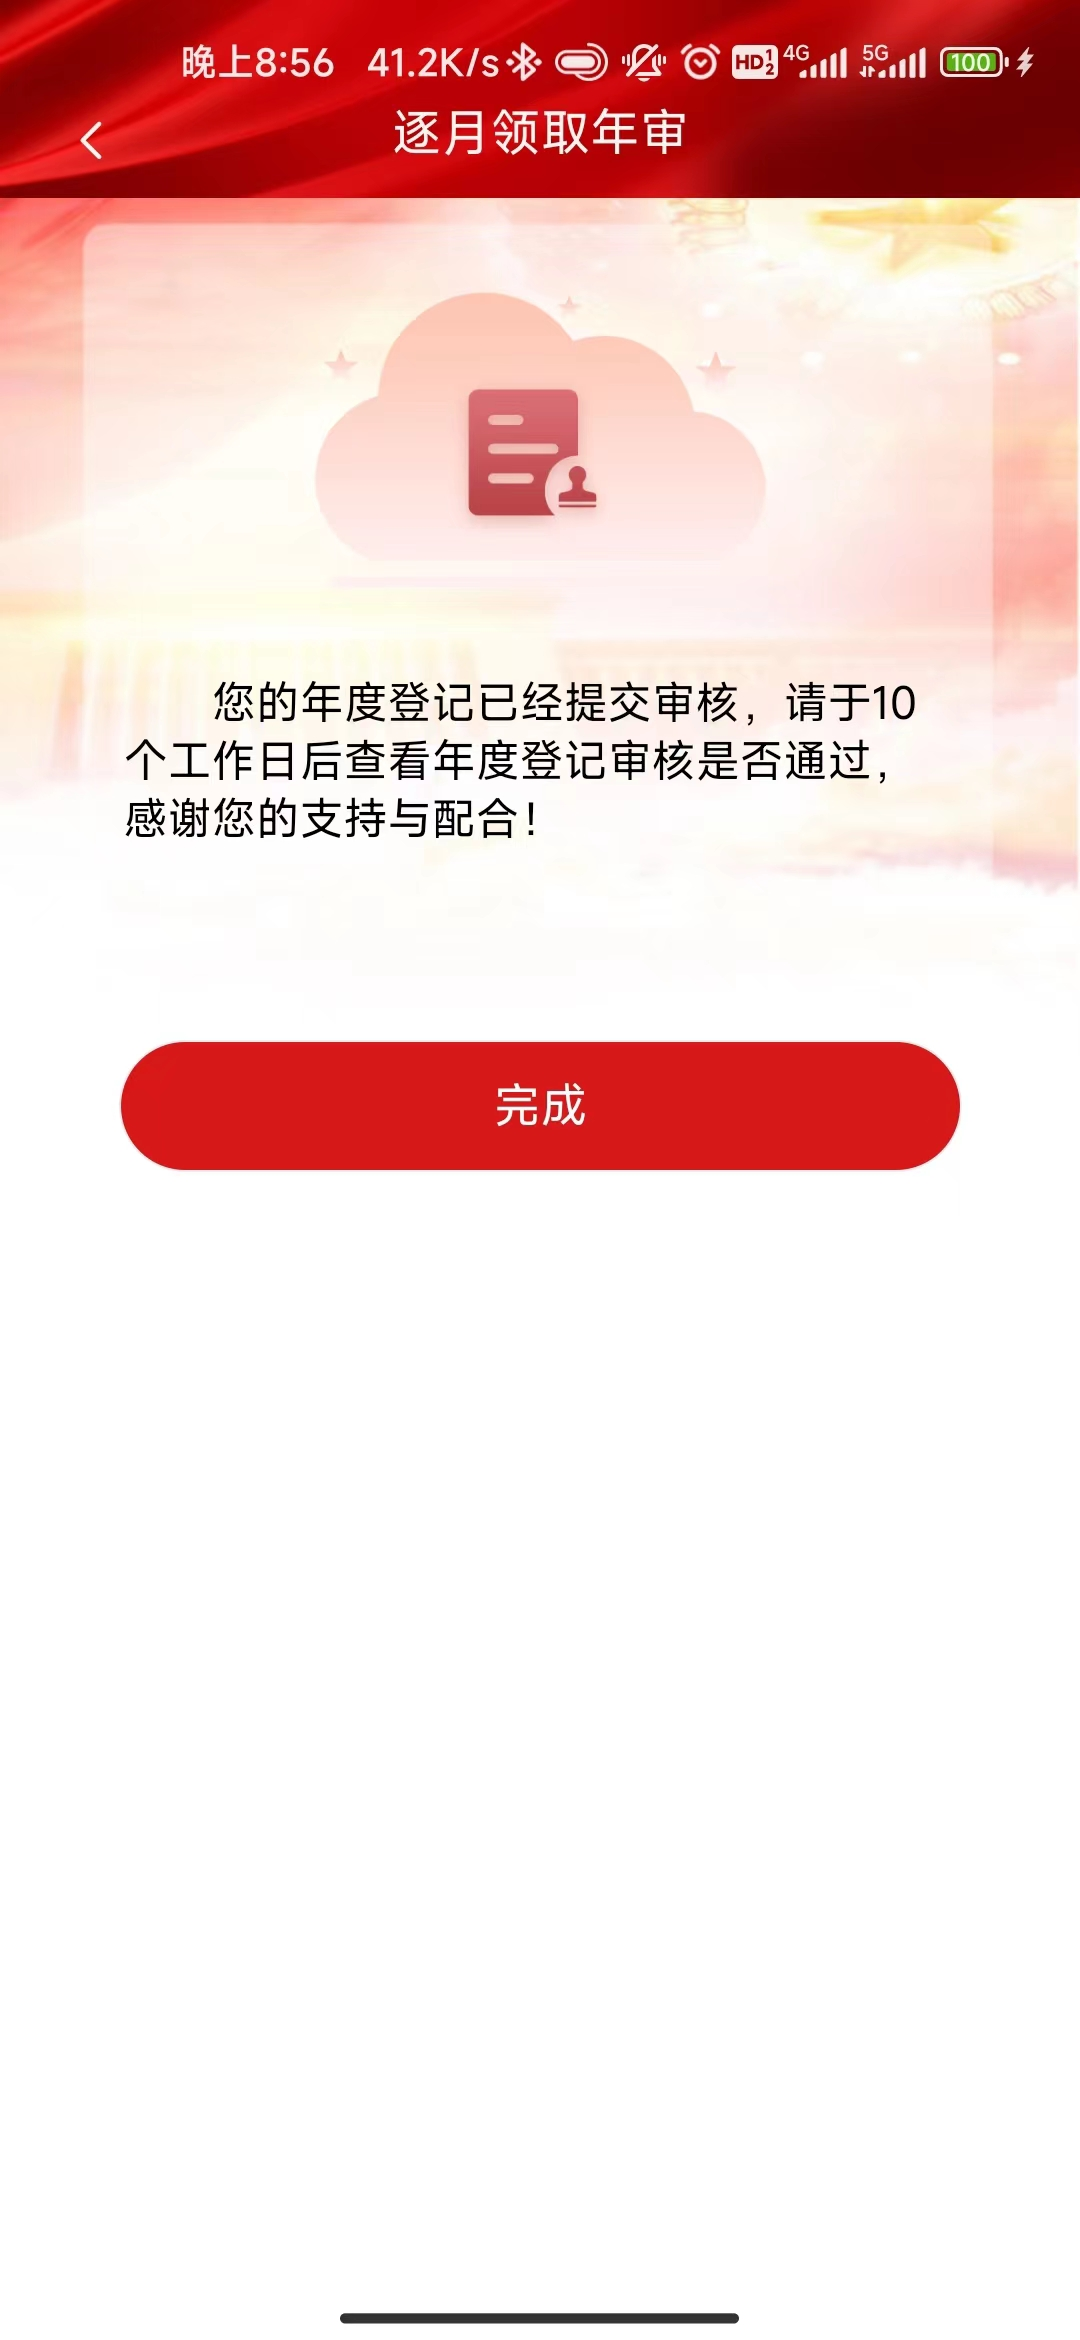 晚上8:56 41.2K/s HD 1 2 4G 5G 100
逐月领取年审
您的年度登记已经提交审核，请于10
个工作日后查看年度登记审核是否通过，
感谢您的支持与配合！
完成